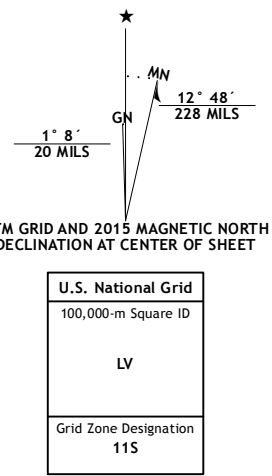 MN
GN
12° 48´
228 MILS
1° 8´
20 MILS
TM GRID AND 2015 MAGNETIC NORTH
DECLINATION AT CENTER OF SHEET
U.S. National Grid
100,000-m Square ID
LV
Grid Zone Designation
11S